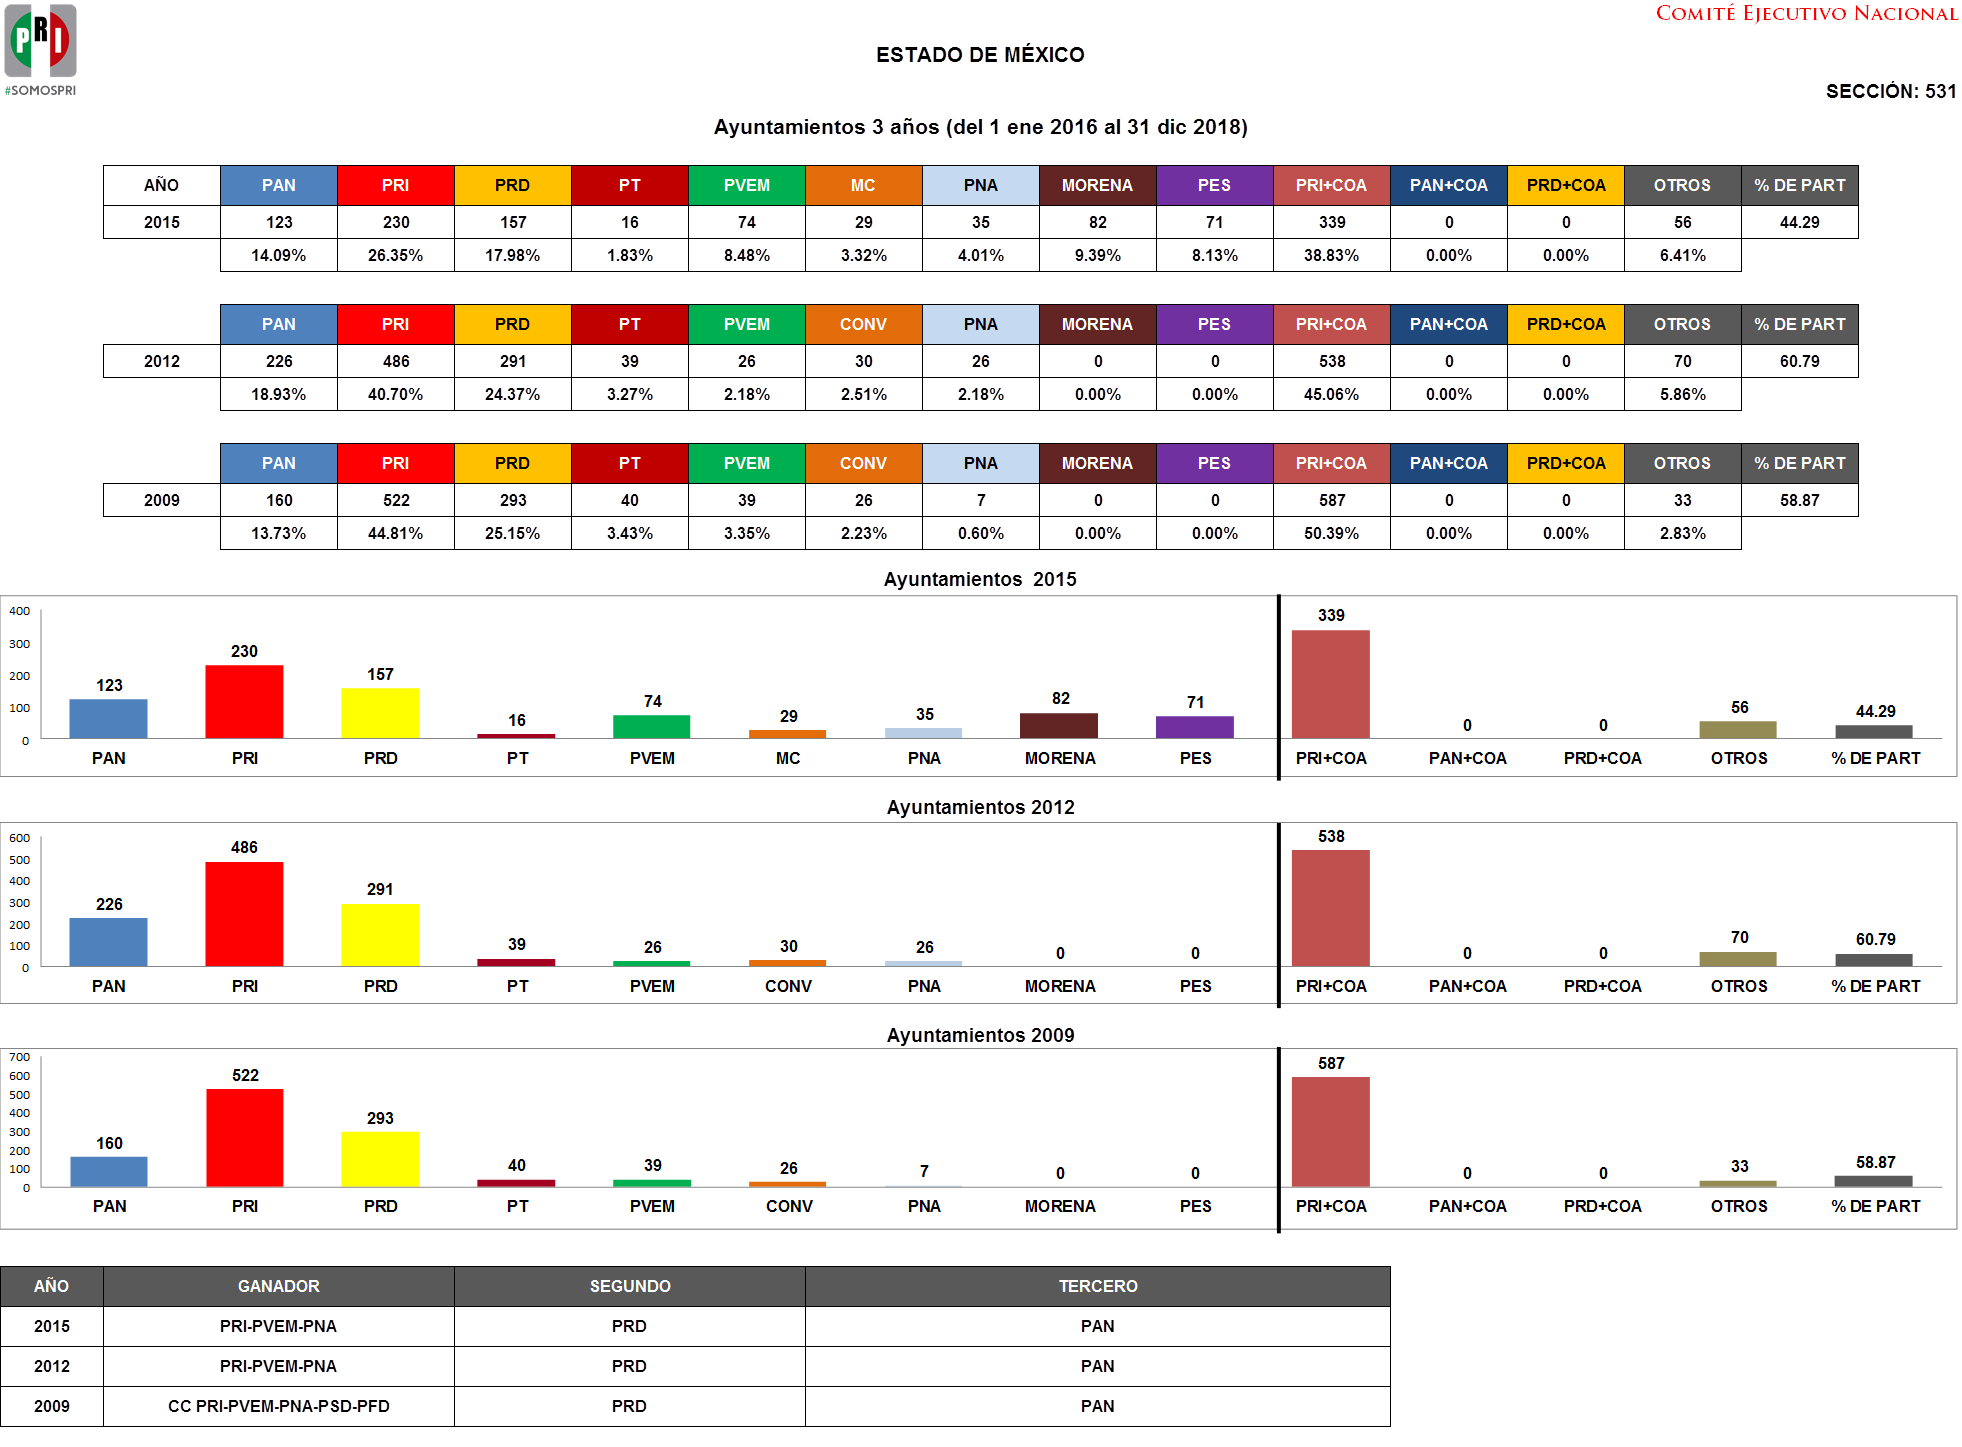 PRI
#SOMOSPRI
COMITÉ EJECUTIVO NACIONAL
ESTADO DE MÉXICO
SECCIÓN: 531
Ayuntamientos 3 años (del 1 ene 2016 al 31 dic 2018)
AÑO PAN PRI PRD PT PVEM MC PNA MORENA PES PRI+COA PAN+COA PRD+COA OTROS % DE PART
2015 123 230 157 16 74 29 35 82 71 339 0 0 56 44.29
14.09% 26.35% 17.98% 1.83% 8.48% 3.32% 4.01% 9.39% 8.13% 38.83% 0.00% 0.00% 6.41%
PAN PRI PRD PT PVEM CONV PNA MORENA PES PRI+COA PAN+COA PRD+COA OTROS % DE PART
2012 226 486 291 39 26 30 26 0 0 538 0 0 70 60.79
18.93% 40.70% 24.37% 3.27% 2.18% 2.51% 2.18% 0.00% 0.00% 45.06% 0.00% 0.00% 5.86%
PAN PRI PRD PT PVEM CONV PNA MORENA PES PRI+COA PAN+COA PRD+COA OTROS % DE PART
2009 160 522 293 40 39 26 7 0 0 587 0 0 33 58.87
13.73% 44.81% 25.15% 3.43% 3.35% 2.23% 0.60% 0.00% 0.00% 50.39% 0.00% 0.00% 2.83%
Ayuntamientos 2015
400
300
200
100
0
123 230 157 16 74 29 35 82 71 339 0 0 56 44.29
PAN PRI PRD PT PVEM MC PNA MORENA PES PRI+COA PAN+COA PRD+COA OTROS % DE PART
Ayuntamientos 2012
600
500
400
300
200
100
0
226 486 291 39 26 30 26 0 0 538 0 0 70 60.79
PAN PRI PRD PT PVEM CONV PNA MORENA PES PRI+COA PAN+COA PRD+COA OTROS % DE PART
Ayuntamientos 2009
700
600
500
400
300
200
100
0
160 522 293 40 39 26 7 0 0 587 0 0 33 58.87
PAN PRI PRD PT PVEM CONV PNA MORENA PES PRI+COA PAN+COA PRD+COA OTROS % DE PART
AÑO GANADOR SEGUNDO TERCERO
2015 PRI-PVEM-PNA PRD PAN
2012 PRI-PVEM-PNA PRD PAN
2009 CC PRI-PVEM-PNA-PSD-PFD PRD PAN